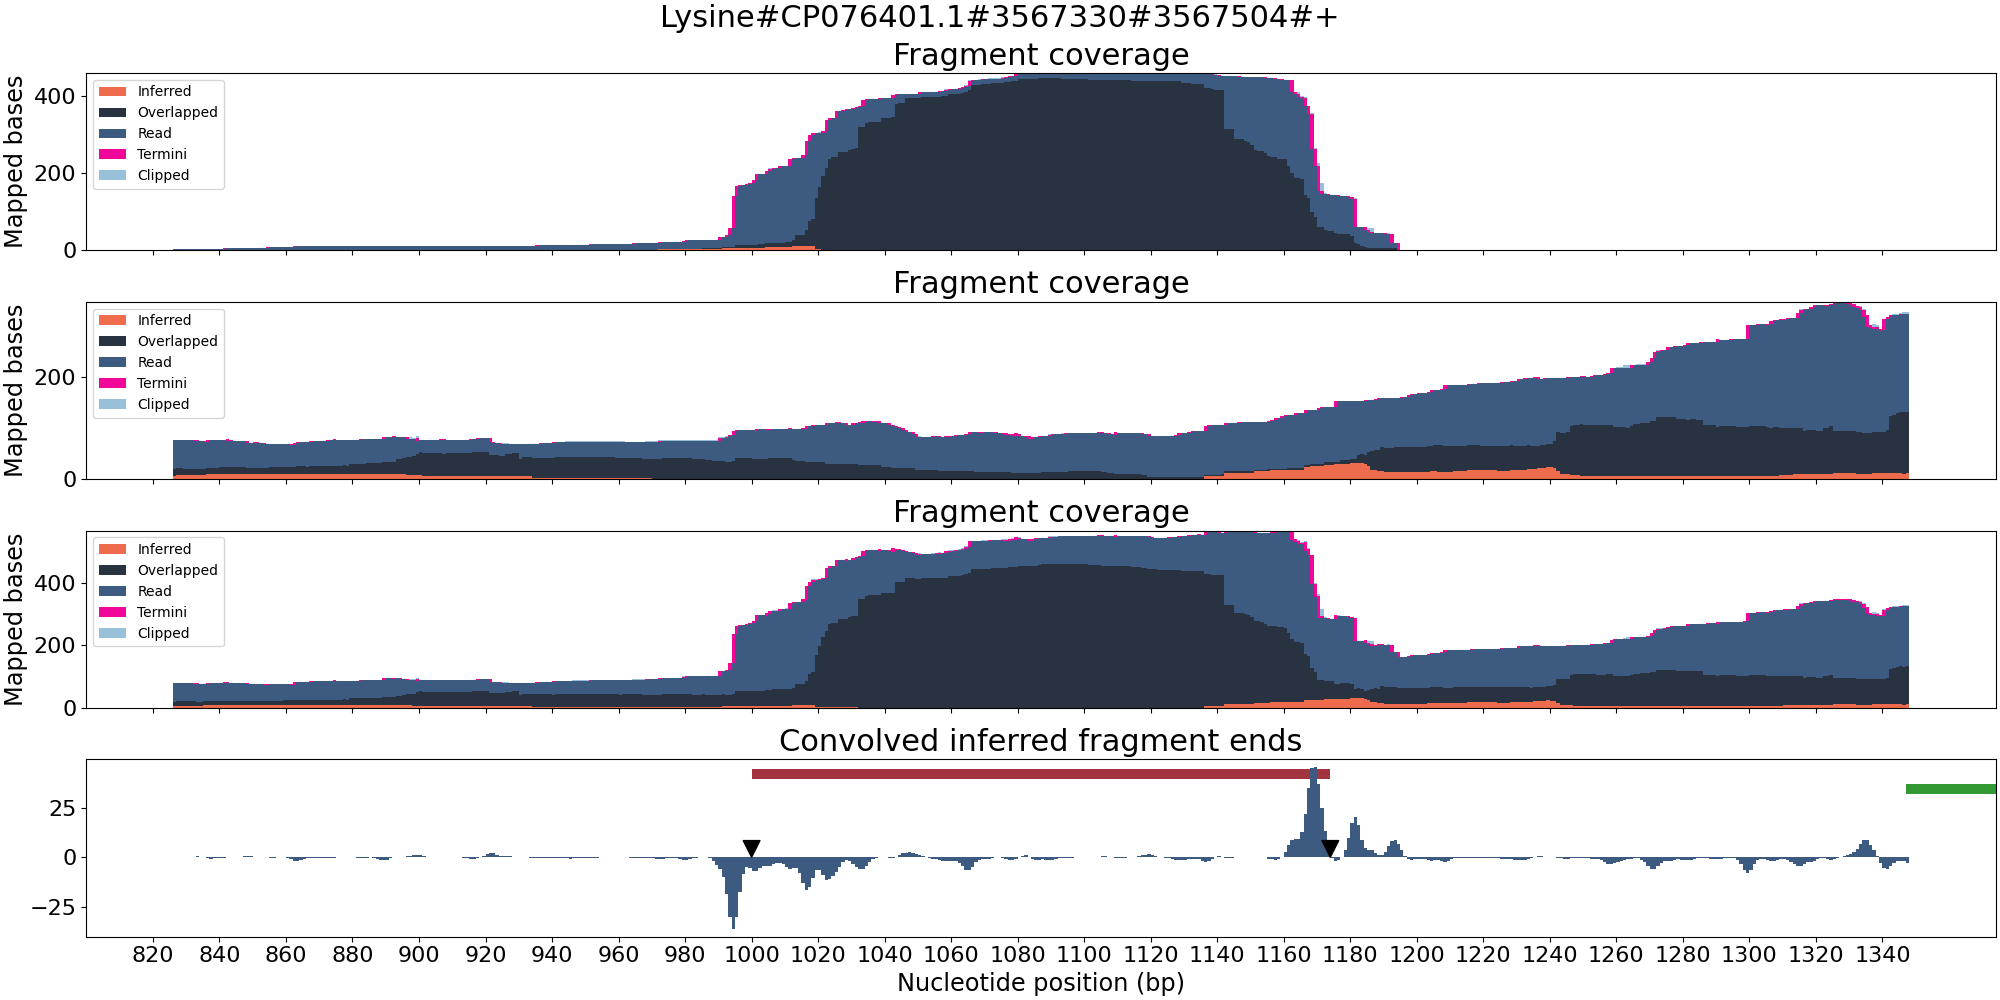 Lysine#CP076401.1#3567330#3567504#+
Fragment coverage
Mapped bases
400
200
0
Inferred
Overlapped
Read
Termini
Clipped
Fragment coverage
Mapped bases
200
0
Inferred
Overlapped
Read
Termini
Clipped
Fragment coverage
Mapped bases
400
200
0
Inferred
Overlapped
Read
Termini
Clipped
Convolved inferred fragment ends
25
0
−25
820 840 860 880 900 920 940 960 980 1000 1020 1040 1060 1080 1100 1120 1140 1160 1180 1200 1220 1240 1260 1280 1300 1320 1340
Nucleotide position (bp)